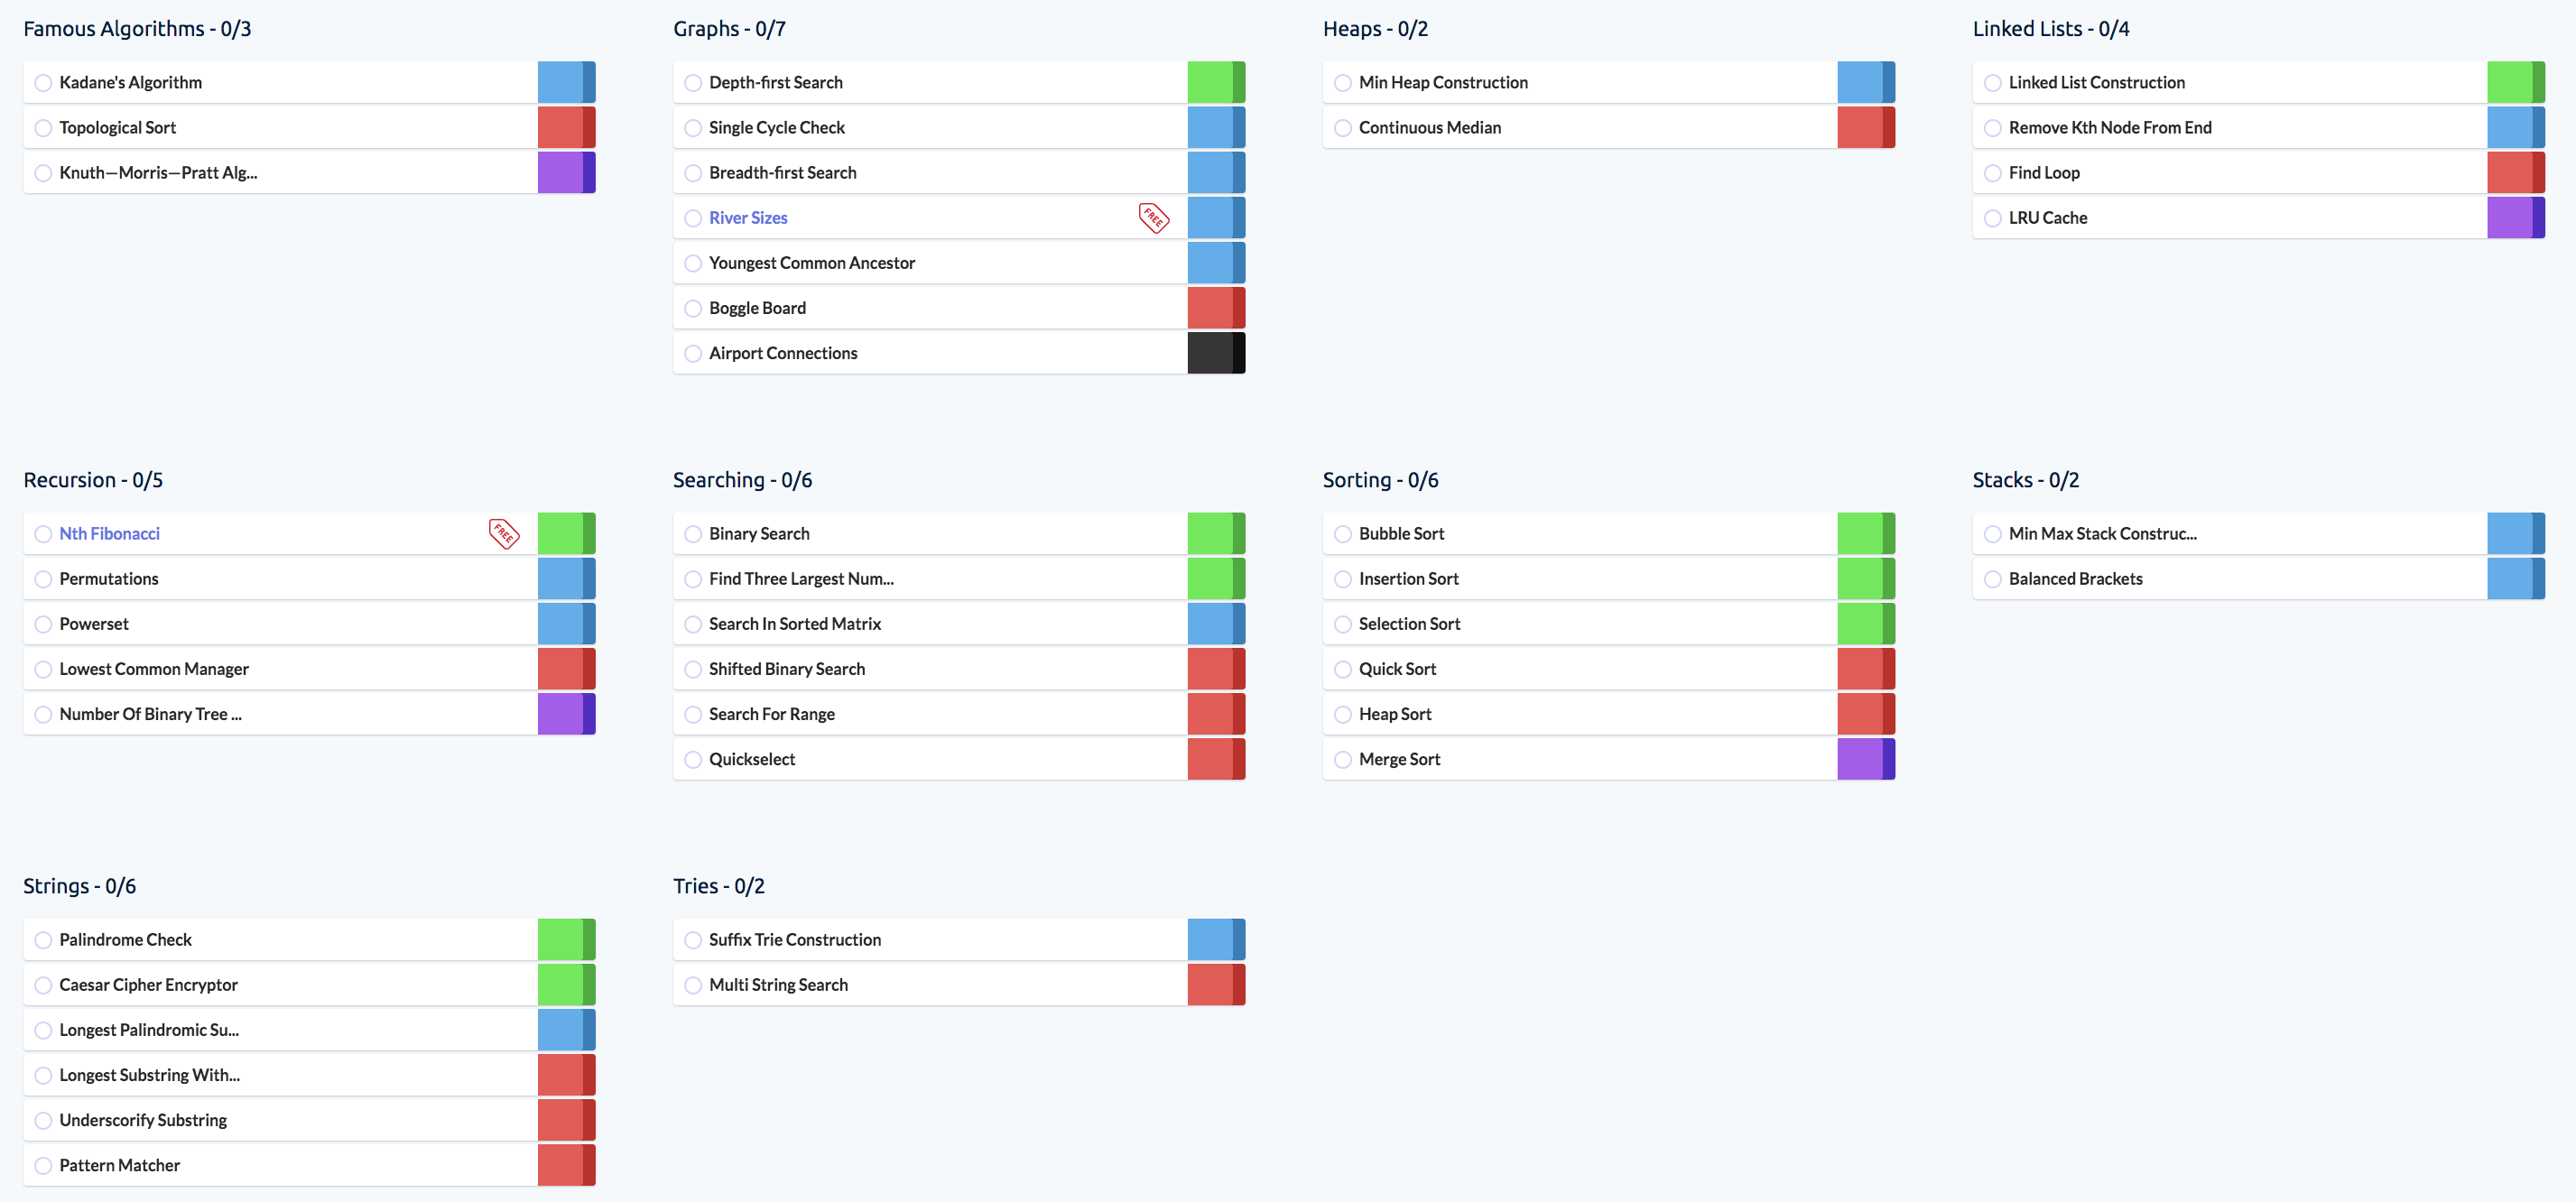 Famous Algorithms - 0/3
Kadane's Algorithm
Topological Sort
Knuth—Morris—Pratt Alg...
Graphs - 0/7
Depth-first Search
Single Cycle Check
Breadth-first Search
River Sizes
FREE
Youngest Common Ancestor
Boggle Board
Airport Connections
Heaps - 0/2
Min Heap Construction
Continuous Median
Linked Lists - 0/4
Linked List Construction
Remove Kth Node From End
Find Loop
LRU Cache
Recursion - 0/5
Nth Fibonacci
FREE
Permutations
Powerset
Lowest Common Manager
Number Of Binary Tree ...
Searching - 0/6
Binary Search
Find Three Largest Num...
Search In Sorted Matrix
Shifted Binary Search
Search For Range
Quickselect
Sorting - 0/6
Bubble Sort
Insertion Sort
Selection Sort
Quick Sort
Heap Sort
Merge Sort
Stacks - 0/2
Min Max Stack Construc...
Balanced Brackets
Strings - 0/6
Palindrome Check
Caesar Cipher Encryptor
Longest Palindromic Su...
Longest Substring With...
Underscorify Substring
Pattern Matcher
Tries - 0/2
Suffix Trie Construction
Multi String Search